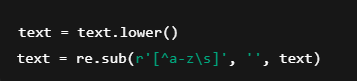 text = text.lower()
text = re.sub(r'[^a-z\s]', '', text)